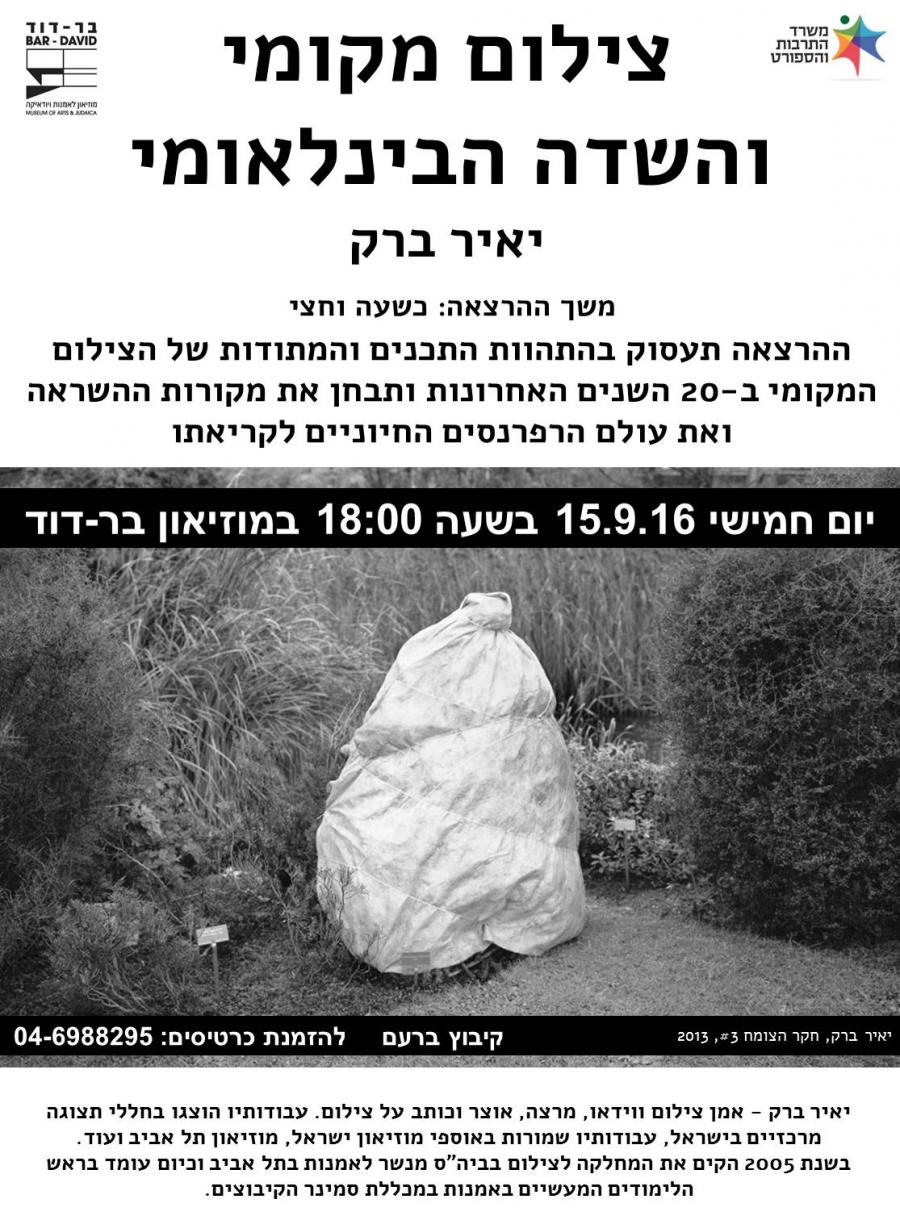 בר-דוד
BAR-DAVID
מוזיאון לאמנות ויודאיקה
MUSEUM OF ARTS & JUDAICA
משרד
התרבות
והספורט
צילום מקומי
והשדה הבינלאומי
יאיר ברק
משך ההרצאה: כשעה וחצי
ההרצאה תעסוק בהתהוות התכנים והמתודות של הצילום
המקומי ב-20 השנים האחרונות ותבחן את מקורות ההשראה
ואת עולם הרפרנסים החיוניים לקריאתו
יום חמישי 15.9.16 בשעה 18:00 במוזיאון בר-דוד
יאיר ברק, חקר הצומח #3, 2013
קיבוץ ברעם להזמנת כרטיסים: 04-6988295
יאיר ברק – אמן צילום ווידאו, מרצה, אוצר וכותב על צילום. עבודותיו הוצגו בחללי תצוגה
מרכזיים בישראל, עבודותיו שמורות באוספי מוזיאון ישראל, מוזיאון תל אביב ועוד.
בשנת 2005 הקים את המחלקה לצילום בביה"ס מנשר לאמנות בתל אביב וכיום עומד בראש
הלימודים המעשיים באמנות במכללת סמינר הקיבוצים.